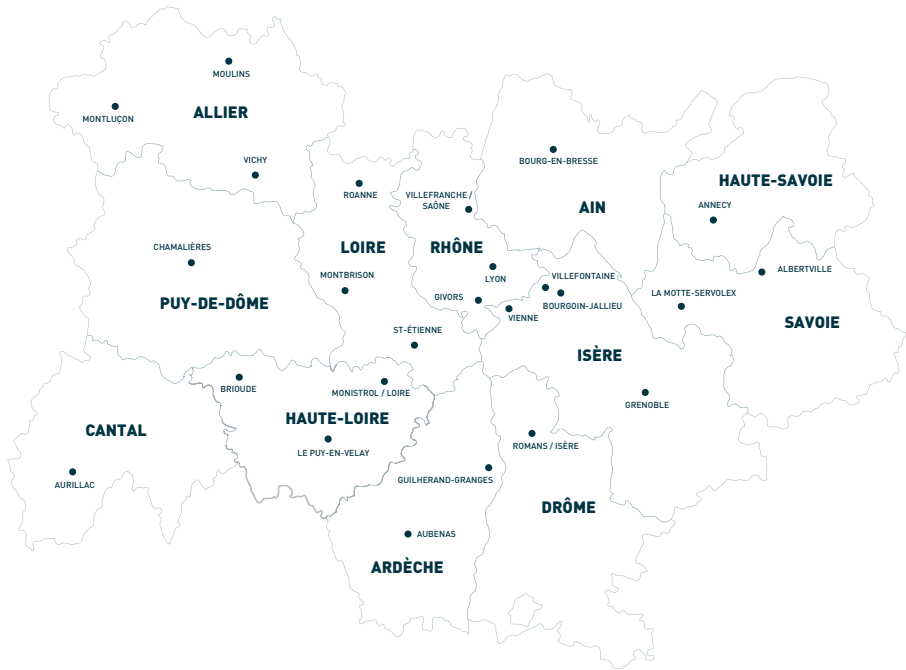 MOULINS
MONTLUÇON
ALLIER
VICHY
BOURG-EN-BRESSE
HAUTE-SAVOIE
ROANNE
VILLEFRANCHE /
SAÔNE
ANNECY
AIN
CHAMALIÈRES
LOIRE
RHÔNE
LYON
VILLEFONTAINE
ALBERTVILLE
MONTBRISON
PUY-DE-DÔME
GIVORS
BOURGOIN-JALLIEU
LA MOTTE-SERVOLEX
VIENNE
SAVOIE
ST-ÉTIENNE
ISÈRE
BRIOUDE
MONISTROL / LOIRE
GRENOBLE
HAUTE-LOIRE
CANTAL
ROMANS / ISÈRE
LE PUY-EN-VELAY
AURILLAC
GUILHERAND-GRANGES
DRÔME
AUBENAS
ARDÈCHE